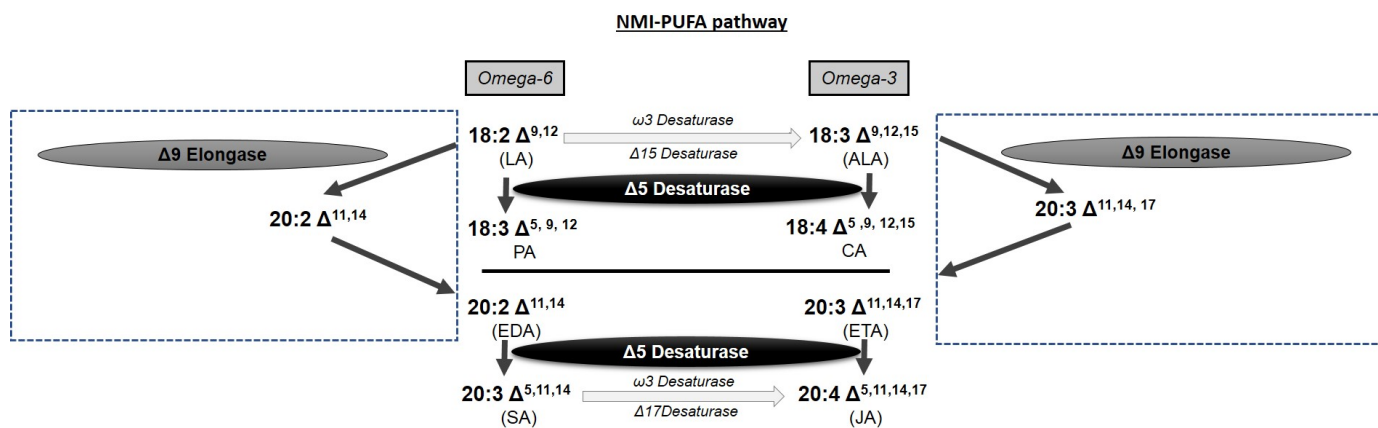 NMI-PUFA pathway
Omega-6
Omega-3
ω3 Desaturase
18:2 Δ9,12
18:3 Δ9,12,15
(LA)
Δ15 Desaturase
(ALA)
Δ9 Elongase
Δ9 Elongase
Δ5 Desaturase
20:2 Δ11,14
20:3 Δ11,14, 17
18:3 Δ5, 9, 12
18:4 Δ5 ,9, 12,15
PA
CA
20:2 Δ11,14
20:3 Δ11,14,17
(EDA)
(ETA)
Δ5 Desaturase
ω3 Desaturase
20:3 Δ5,11,14
20:4 Δ5,11,14,17
(SA)
Δ17Desaturase
(JA)